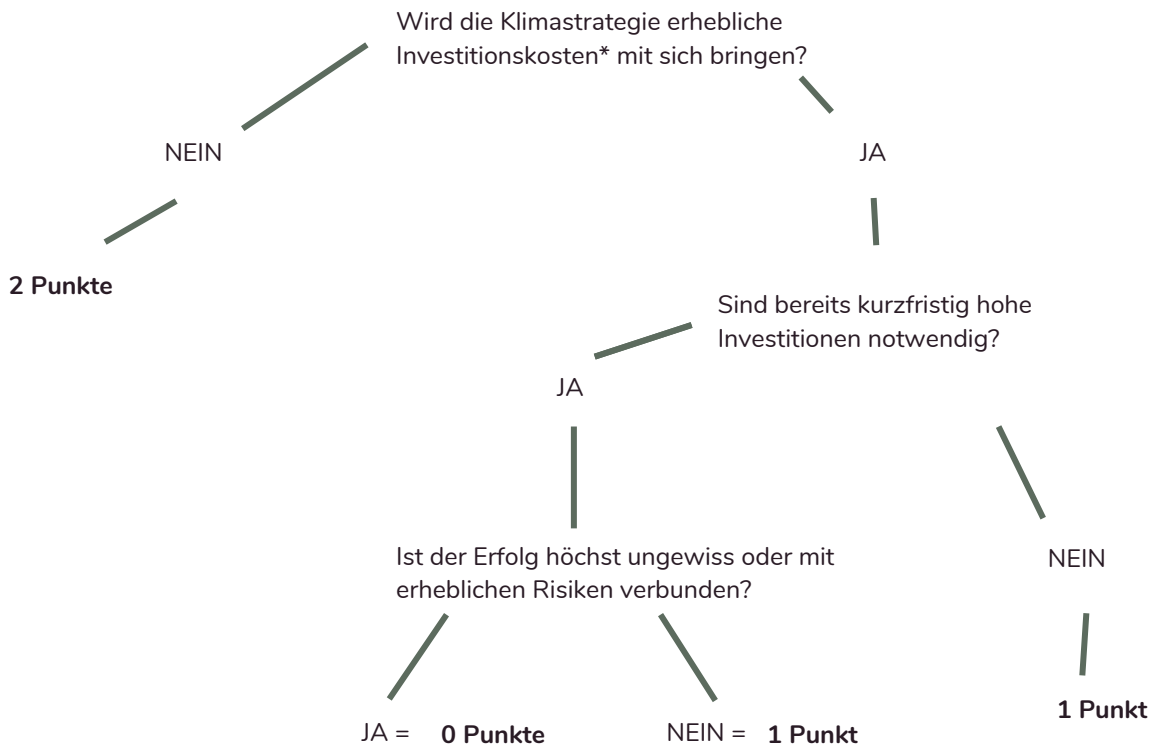 Wird die Klimastrategie erhebliche
Investitionskosten* mit sich bringen?
NEIN
JA
2 Punkte
Sind bereits kurzfristig hohe
Investitionen notwendig?
JA
Ist der Erfolg höchst ungewiss oder mit
erheblichen Risiken verbunden?
NEIN
JA = 0 Punkte
NEIN = 1 Punkt
1 Punkt